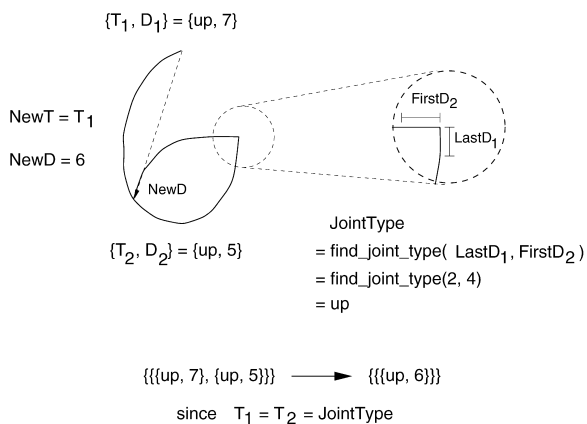 {T1, D1} = {up, 7}
NewT = T1
NewD = 6
NewD
FirstD2
LastD1
{T2, D2} = {up, 5}
JointType
= find_joint_type( LastD1, FirstD2 )
= find_joint_type(2, 4)
= up
{{{up, 7}, {up, 5}}} → {{{up, 6}}}
since T1 = T2 = JointType